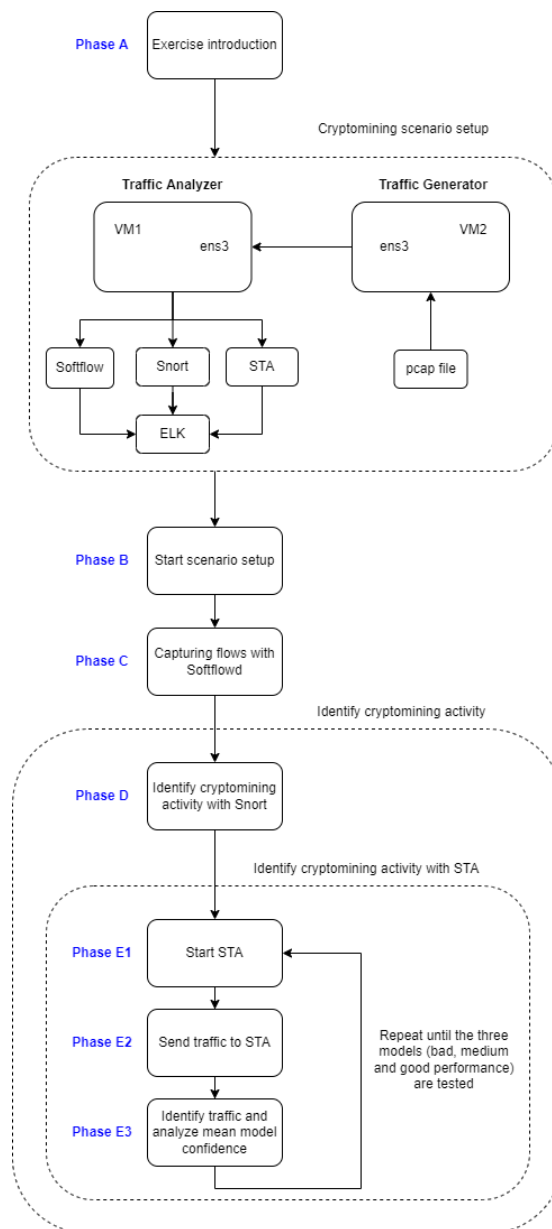 Phase A
Exercise introduction
Cryptomining scenario setup
Traffic Analyzer
Traffic Generator
VM1
ens3
VM2
ens3
Softflow
Snort
STA
pcap file
ELK
Phase B
Start scenario setup
Phase C
Capturing flows with
Softflowd
Identify cryptomining activity
Phase D
Identify cryptomining
activity with Snort
Identify cryptomining activity with STA
Phase E1
Start STA
Phase E2
Send traffic to STA
Repeat until the three
models (bad, medium
and good performance)
are tested
Phase E3
Identify traffic and
analyze mean model
confidence